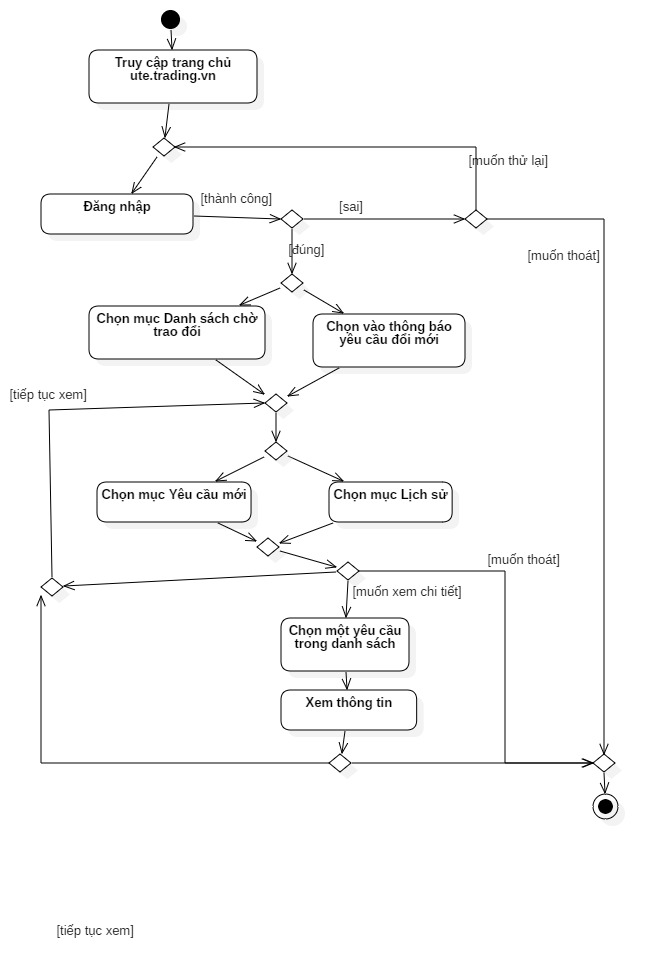 Truy cập trang chủ
ute.trading.vn
[muốn thử lại]
Đăng nhập
[thành công]
[sai]
[đúng]
[muốn thoát]
Chọn mục Danh sách chờ
trao đổi
Chọn vào thông báo
yêu cầu đổi mới
[tiếp tục xem]
Chọn mục Yêu cầu mới
Chọn mục Lịch sử
[muốn thoát]
[muốn xem chi tiết]
Chọn một yêu cầu
trong danh sách
Xem thông tin
[tiếp tục xem]